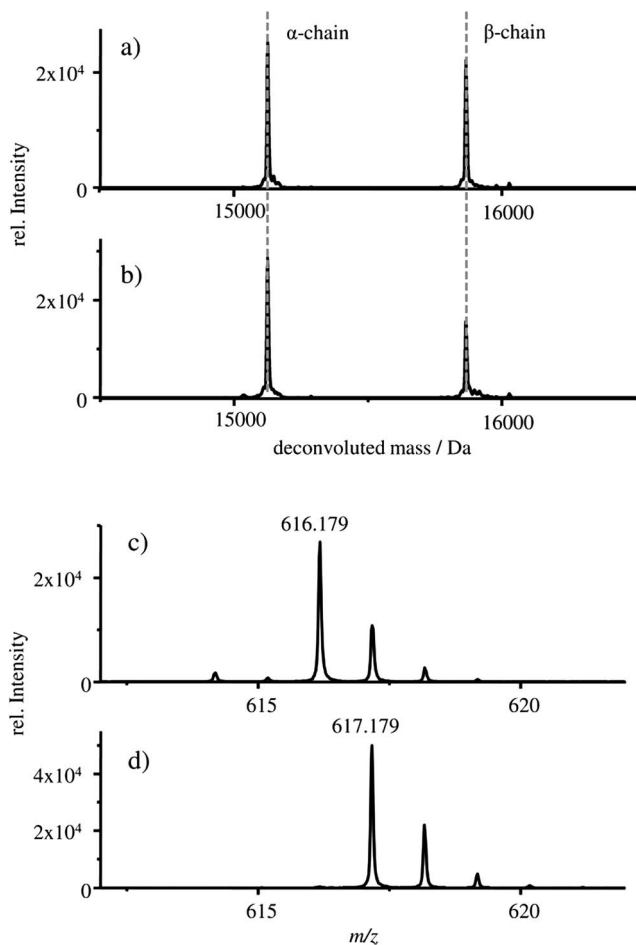 α-chain
β-chain
a)
2x10⁴
0
15000
16000
rel. Intensity
b)
2x10⁴
0
15000
16000
deconvoluted mass / Da
616.179
c)
2x10⁴
0
615
620
rel. Intensity
617.179
d)
4x10⁴
2x10⁴
0
615
620
m/z